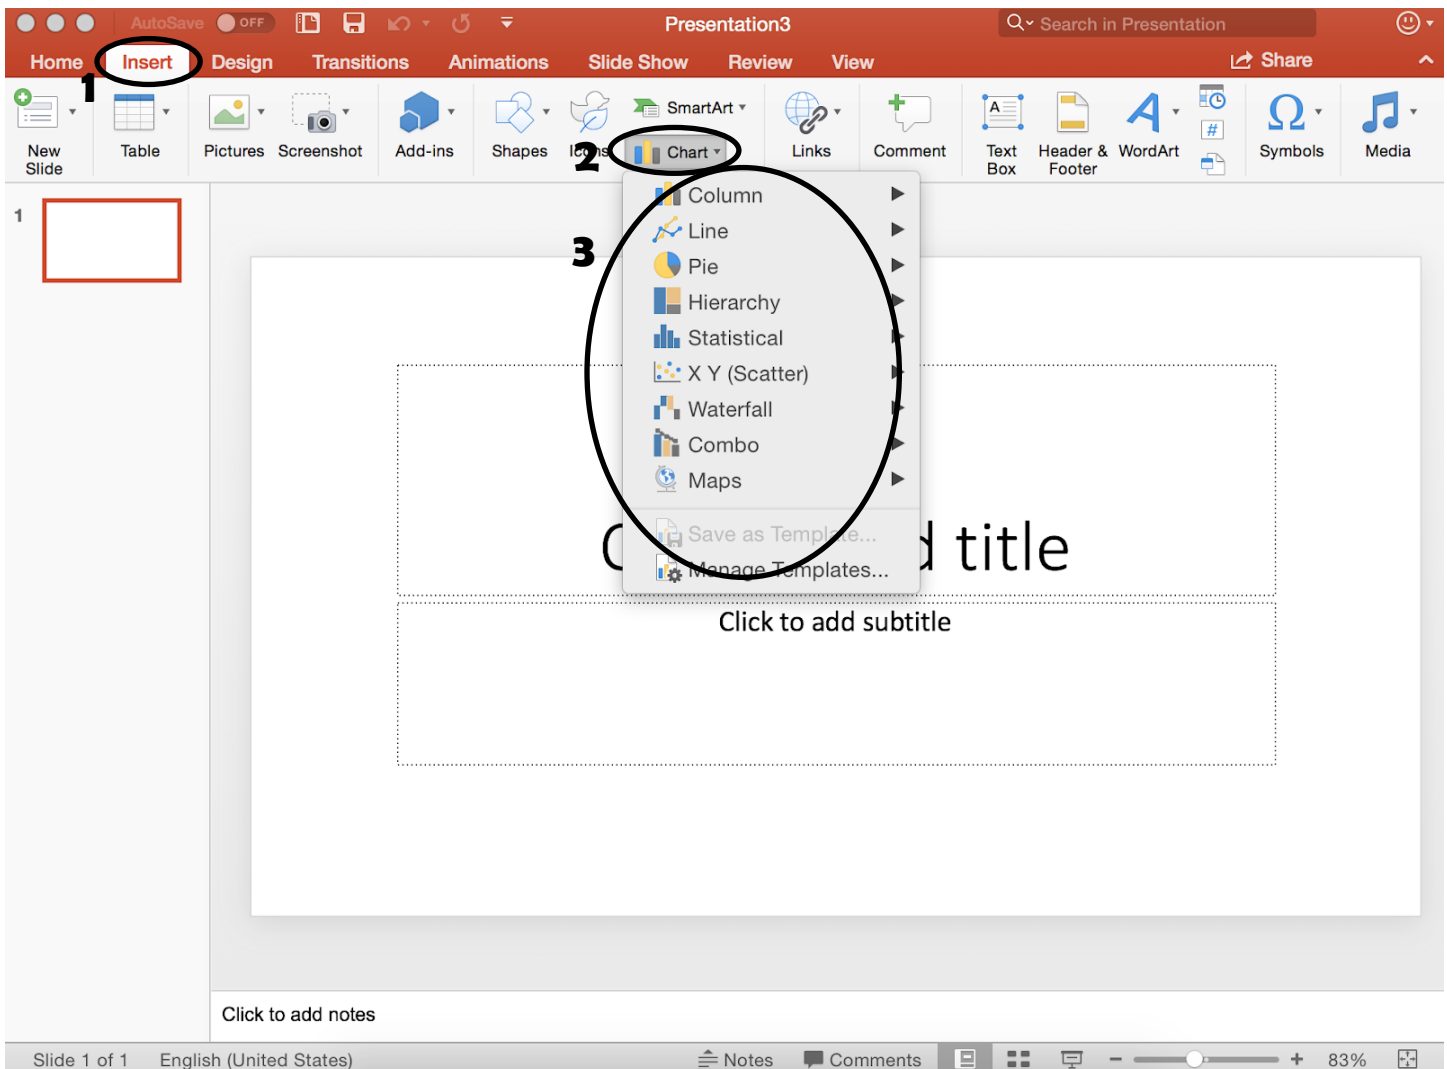 AutoSave OFF Presentation3 Search in Presentation
Home Insert Design Transitions Animations Slide Show Review View Share
1
New Slide
Table
Pictures
Screenshot
Add-ins
Shapes
Icons
SmartArt
2
Chart
Links
Comment
Text Box
Header & Footer
WordArt
#
Symbols
Media
Column
Line
Pie
Hierarchy
Statistical
X Y (Scatter)
Waterfall
Combo
Maps
Save as Template...
Manage Templates...
3
1
title
Click to add subtitle
Click to add notes
Slide 1 of 1 English (United States) Notes Comments 83%